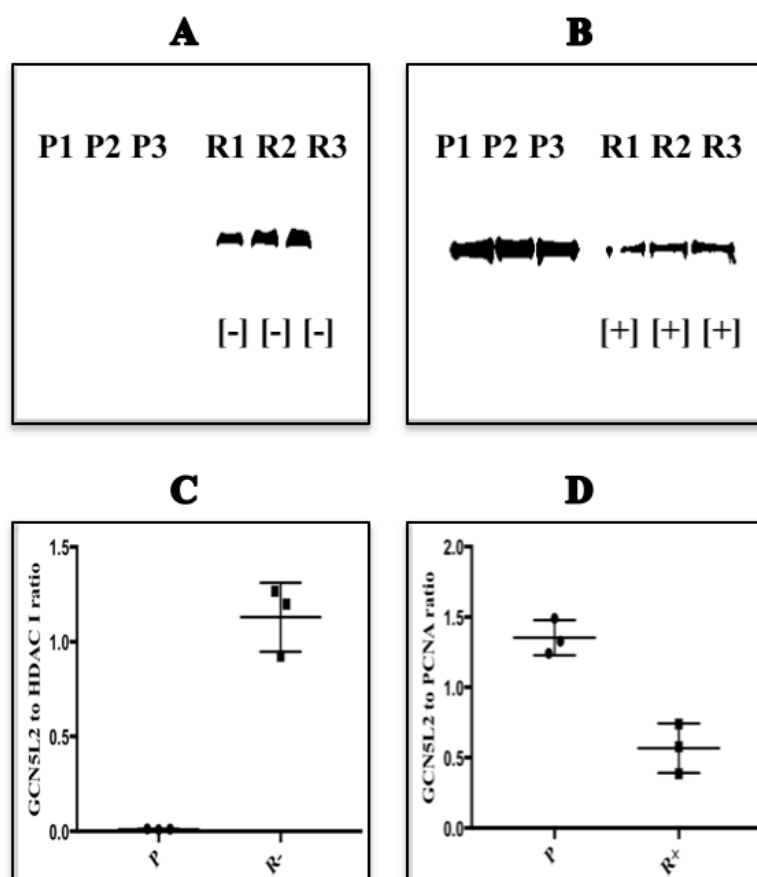 A
B
P1 P2 P3 R1 R2 R3
[-] [-] [-]
P1 P2 P3 R1 R2 R3
[+] [+] [+]
C
D
GCN5L2 to HDAC I ratio
1.5
1.0
0.5
0.0
P
R-
GCN5L2 to PCNA ratio
2.0
1.5
1.0
0.5
0.0
P
R+